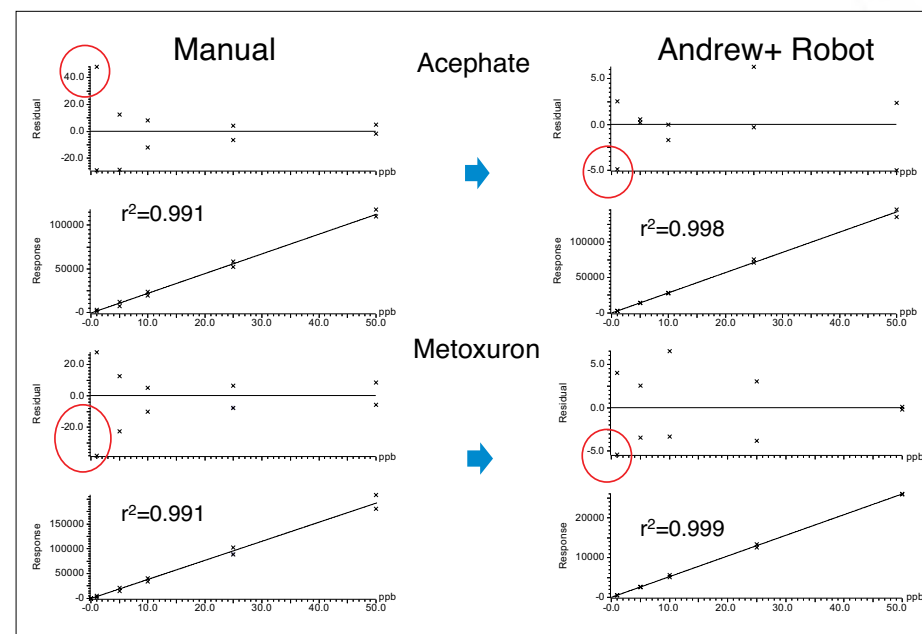 Manual
Acephate
Andrew+ Robot
Residual
40.0
20.0
0.0
-20.0
ppb
Residual
5.0
0.0
-5.0
ppb
Response
100000
50000
-0
r²=0.991
-0.0 10.0 20.0 30.0 40.0 50.0
ppb
Response
100000
-0
r²=0.998
-0.0 10.0 20.0 30.0 40.0 50.0
ppb
Metoxuron
Residual
20.0
0.0
-20.0
ppb
Residual
5.0
0.0
-5.0
ppb
Response
150000
100000
50000
-0
r²=0.991
-0.0 10.0 20.0 30.0 40.0 50.0
ppb
Response
20000
10000
-0
r²=0.999
-0.0 10.0 20.0 30.0 40.0 50.0
ppb